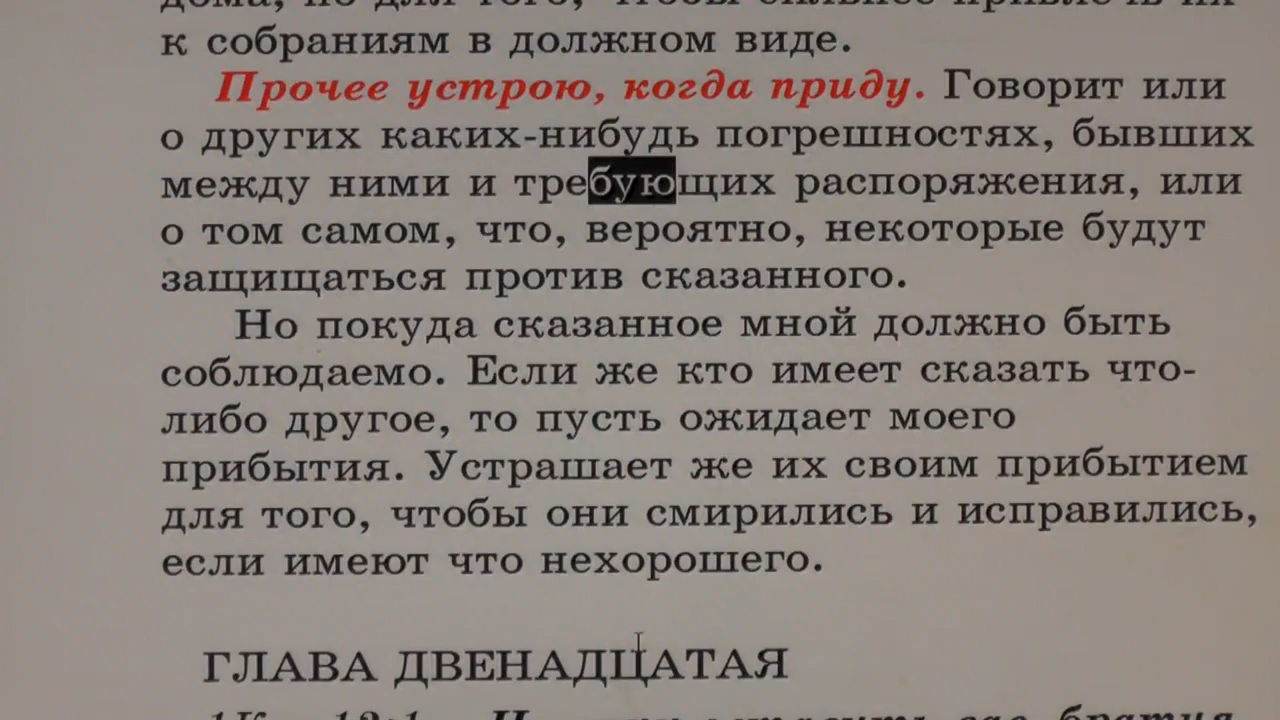 к собраниям в должном виде.
Прочее устрою, когда приду. Говорит или
о других каких-нибудь погрешностях, бывших
между ними и требующих распоряжения, или
о том самом, что, вероятно, некоторые будут
защищаться против сказанного.
Но покуда сказанное мной должно быть
соблюдаемо. Если же кто имеет сказать что-
либо другое, то пусть ожидает моего
прибытия. Устрашает же их своим прибытием
для того, чтобы они смирились и исправились,
если имеют что нехорошего.
ГЛАВА ДВЕНАДЦАТАЯ